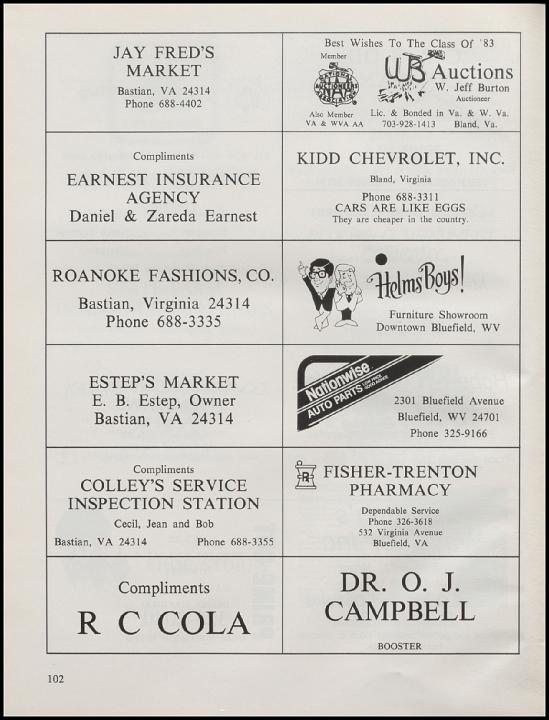 JAY FRED'S
MARKET
Bastian, VA 24314
Phone 688-4402
Best Wishes To The Class Of '83
Member
NATIONAL
AUCTIONEERS
ASSOCIATION
Also Member
VA & WVA AA
WJB Auctions
W. Jeff Burton
Auctioneer
Lic. & Bonded in Va. & W. Va.
703-928-1413 Bland, Va.
Compliments
EARNEST INSURANCE
AGENCY
Daniel & Zareda Earnest
KIDD CHEVROLET, INC.
Bland, Virginia
Phone 688-3311
CARS ARE LIKE EGGS
They are cheaper in the country.
ROANOKE FASHIONS, CO.
Bastian, Virginia 24314
Phone 688-3335
Helms' Boys!
Furniture Showroom
Downtown Bluefield, WV
ESTEP'S MARKET
E. B. Estep, Owner
Bastian, VA 24314
Nationwise
AUTO PARTS
2301 Bluefield Avenue
Bluefield, WV 24701
Phone 325-9166
Compliments
COLLEY'S SERVICE
INSPECTION STATION
Cecil, Jean and Bob
Bastian, VA 24314 Phone 688-3355
FISHER-TRENTON
PHARMACY
Dependable Service
Phone 326-3618
532 Virginia Avenue
Bluefield, VA
Compliments
R C COLA
DR. O. J.
CAMPBELL
BOOSTER
102